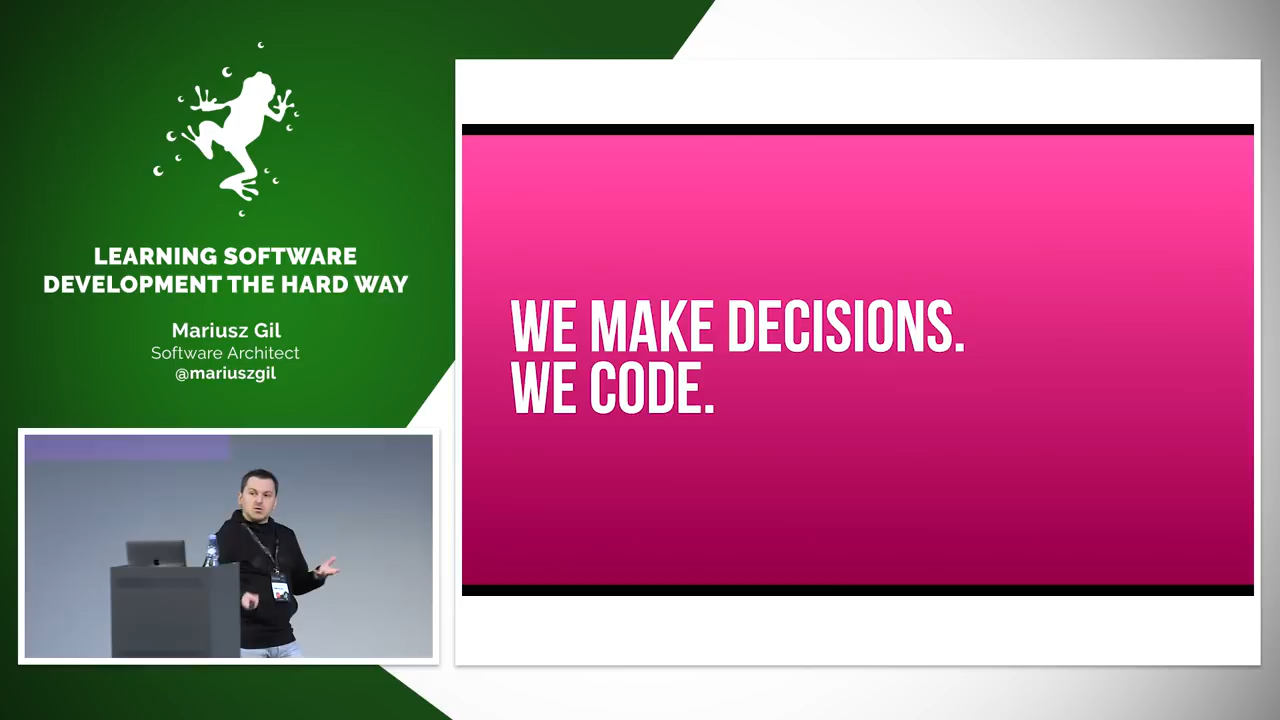 LEARNING SOFTWARE
DEVELOPMENT THE HARD WAY
Mariusz Gil
Software Architect
@mariuszgil
WE MAKE DECISIONS.
WE CODE.